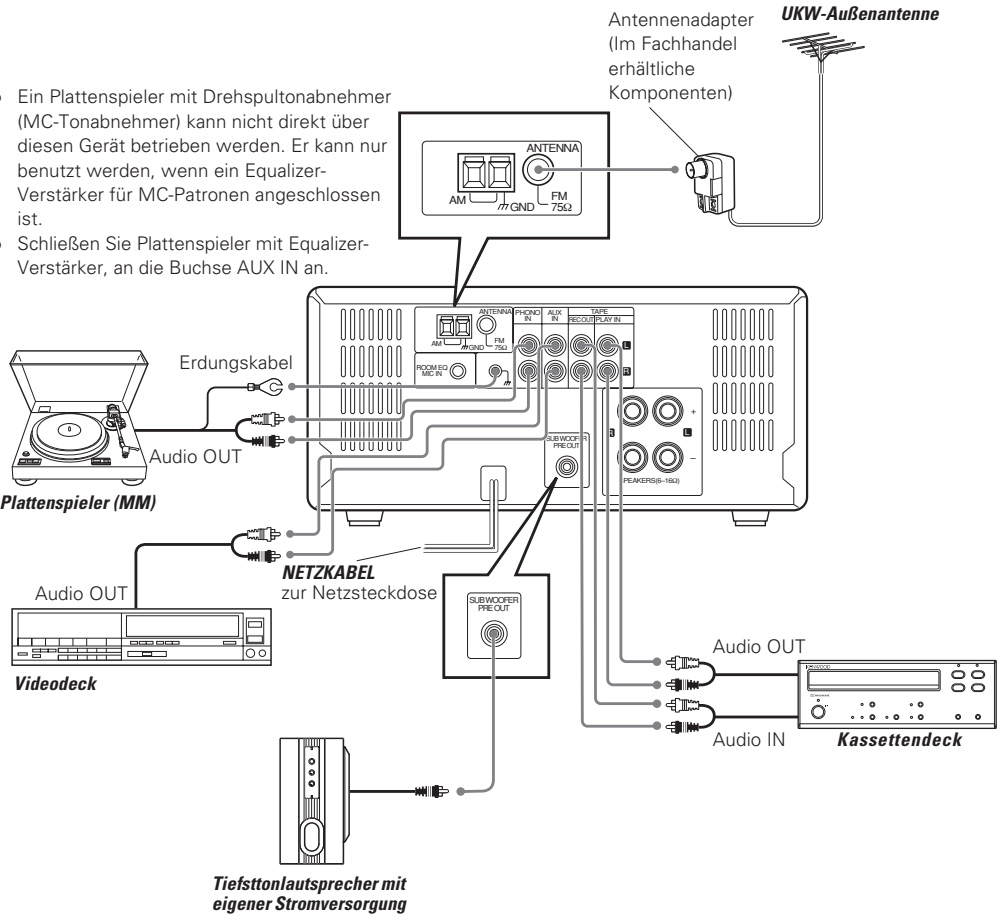 Antennenadapter
(Im Fachhandel
erhältliche
Komponenten)
UKW-Außenantenne
Ein Plattenspieler mit Drehspultonabnehmer
(MC-Tonabnehmer) kann nicht direkt über
diesen Gerät betrieben werden. Er kann nur
benutzt werden, wenn ein Equalizer-
Verstärker für MC-Patronen angeschlossen
ist.
Schließen Sie Plattenspieler mit Equalizer-
Verstärker, an die Buchse AUX IN an.
ANTENNA
AM
GND
FM
75Ω
ANTENNA
AM
GND
FM
75Ω
PHONO
IN
AUX
IN
TAPE
REC OUT PLAY IN
L
R
ROOM EQ
MIC IN
SUB WOOFER
PRE OUT
R
L
+
–
SPEAKERS(6–16Ω)
Erdungskabel
Audio OUT
Plattenspieler (MM)
Audio OUT
Videodeck
NETZKABEL
zur Netzsteckdose
SUB WOOFER
PRE OUT
Audio OUT
Audio IN
KENWOOD
Kassettendeck
Tiefsttonlautsprecher mit
eigener Stromversorgung